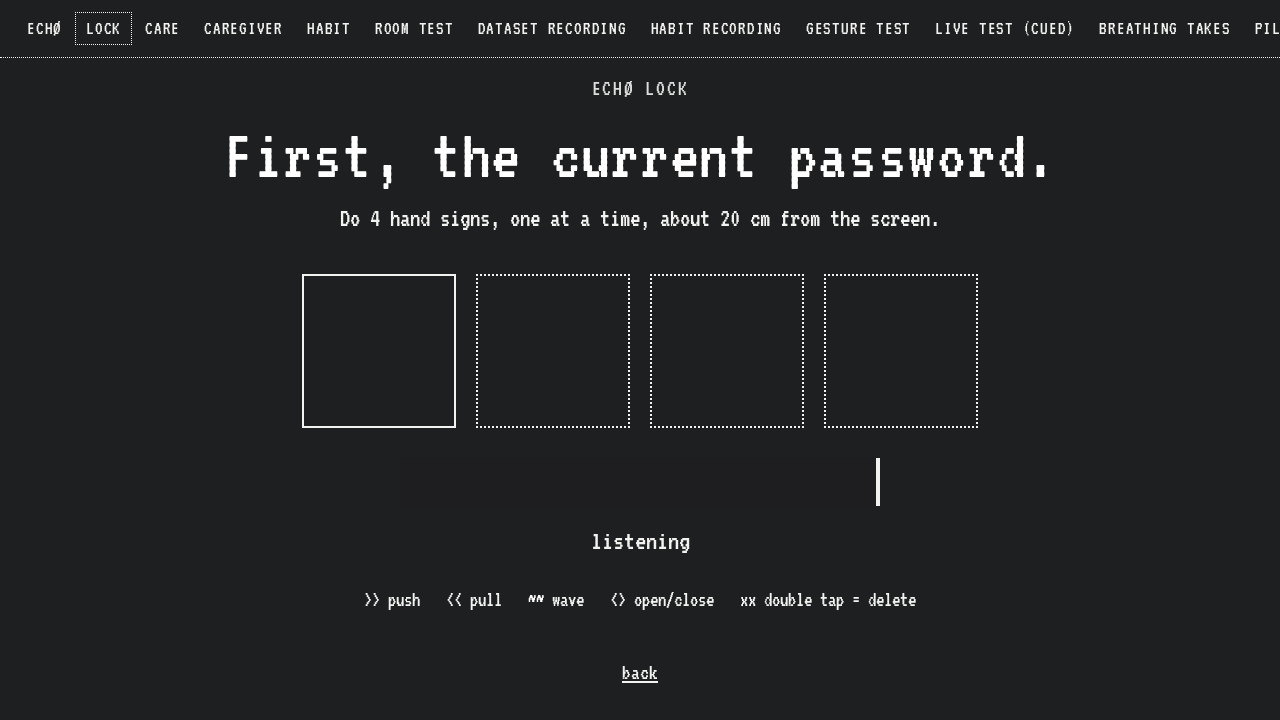 ECHØ LOCK CARE CAREGIVER HABIT ROOM TEST DATASET RECORDING HABIT RECORDING GESTURE TEST LIVE TEST (CUED) BREATHING TAKES PIL
ECHØ LOCK
First, the current password.
Do 4 hand signs, one at a time, about 20 cm from the screen.
listening
>> push << pull ~~ wave <> open/close xx double tap = delete
back